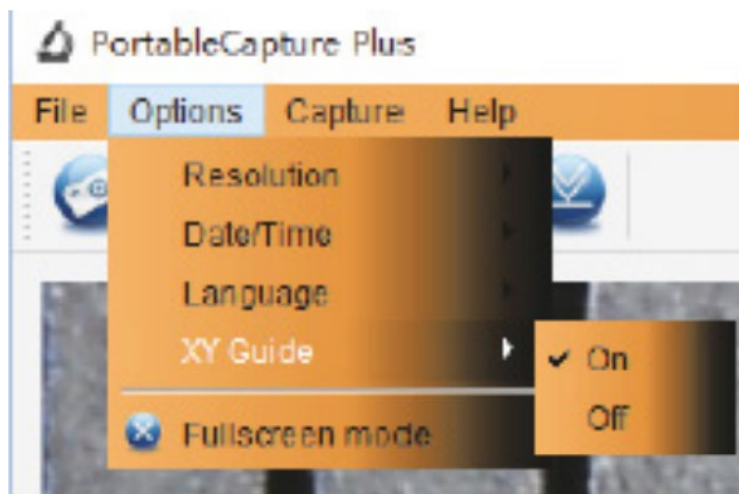 PortableCapture Plus
File Options Capture Help
Resolution
Date/Time
Language
XY Guide
On
Off
Fullscreen mode